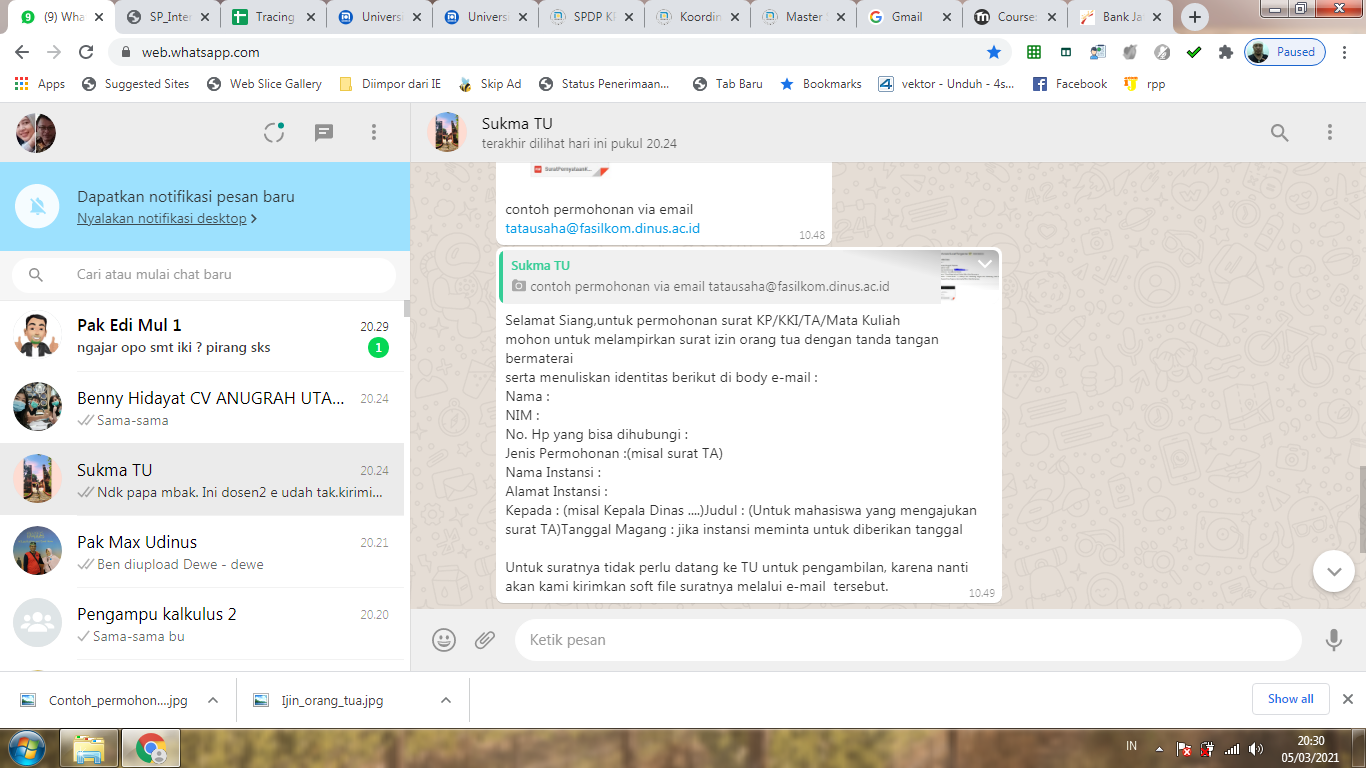 (9) Wha
SP_Inter
Tracing
Universi
Universi
SPDP Kl
Koordin
Master
Gmail
Course:
Bank Ja
web.whatsapp.com
Paused
Apps
Suggested Sites
Web Slice Gallery
Diimpor dari IE
Skip Ad
Status Penerimaan...
Tab Baru
Bookmarks
vektor - Unduh - 4s...
Facebook
rpp
Dapatkan notifikasi pesan baru
Nyalakan notifikasi desktop >
Cari atau mulai chat baru
Pak Edi Mul 1
20.29
ngajar opo smt iki ? pirang sks
1
Benny Hidayat CV ANUGRAH UTA...
20.24
Sama-sama
Sukma TU
20.24
Ndk papa mbak. Ini dosen2 e udah tak.kirimi...
Pak Max Udinus
20.21
Ben diupload Dewe - dewe
Pengampu kalkulus 2
20.20
Sama-sama bu
Sukma TU
terakhir dilihat hari ini pukul 20.24
contoh permohonan via email
tatausaha@fasilkom.dinus.ac.id
10.48
Sukma TU
contoh permohonan via email tatausaha@fasilkom.dinus.ac.id
Selamat Siang,untuk permohonan surat KP/KKI/TA/Mata Kuliah
mohon untuk melampirkan surat izin orang tua dengan tanda tangan
bermaterai
serta menuliskan identitas berikut di body e-mail :
Nama :
NIM :
No. Hp yang bisa dihubungi :
Jenis Permohonan :(misal surat TA)
Nama Instansi :
Alamat Instansi :
Kepada : (misal Kepala Dinas ....)Judul : (Untuk mahasiswa yang mengajukan
surat TA)Tanggal Magang : jika instansi meminta untuk diberikan tanggal
Untuk suratnya tidak perlu datang ke TU untuk pengambilan, karena nanti
akan kami kirimkan soft file suratnya melalui e-mail  tersebut.
10.49
Ketik pesan
Contoh_permohon....jpg
Ijin_orang_tua.jpg
Show all
IN
20:30
05/03/2021